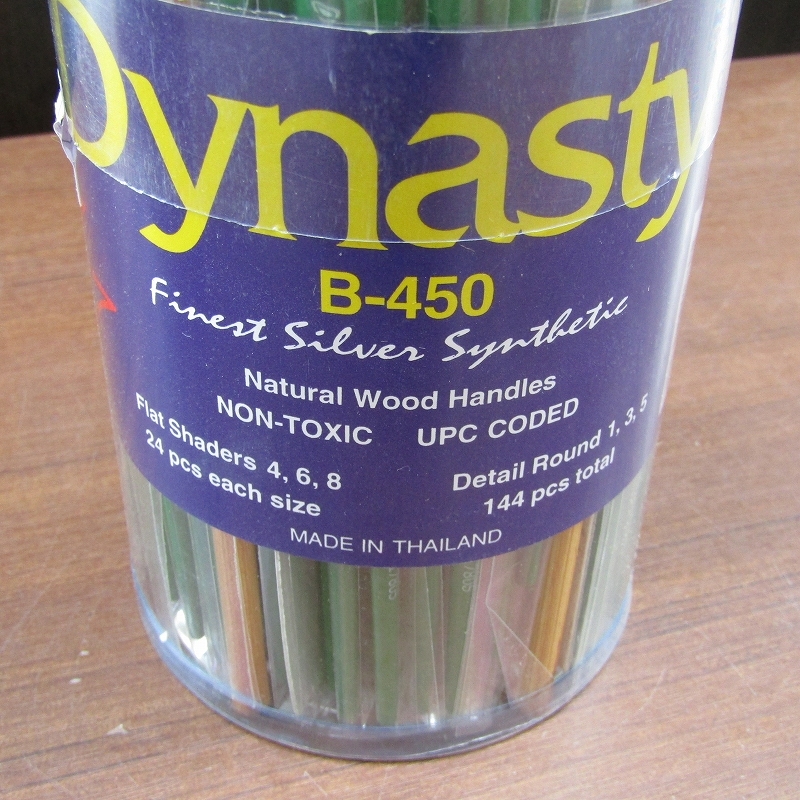 Dynasty
B-450
Finest Silver Synthetic
Natural Wood Handles
NON-TOXIC UPC CODED
Flat Shaders 4, 6, 8
24 pcs each size
Detail Round 1, 3, 5
144 pcs total
MADE IN THAILAND